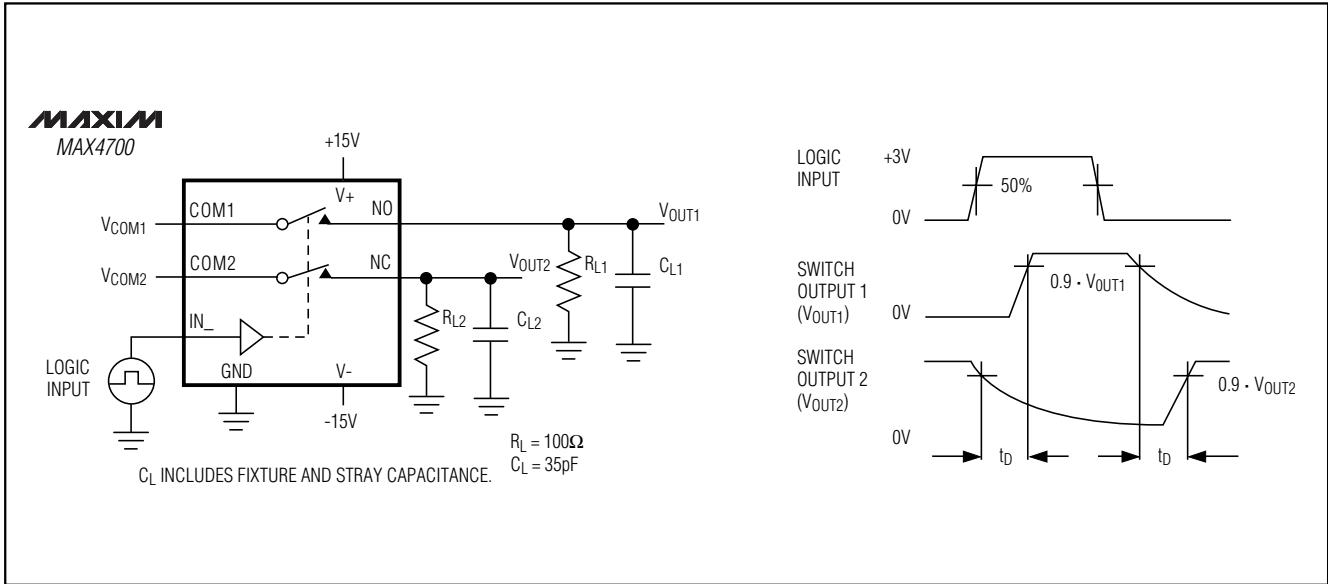 MAXIM
MAX4700
+15V
V+
COM1
NO
VCOM1
VOUT1
COM2
NC
VCOM2
VOUT2
RL1
CL1
IN_
RL2
CL2
LOGIC
INPUT
GND
V-
-15V
RL = 100Ω
CL = 35pF
CL INCLUDES FIXTURE AND STRAY CAPACITANCE.
LOGIC
INPUT
+3V
50%
0V
SWITCH
OUTPUT 1
(VOUT1)
0V
0.9 · V0UT1
SWITCH
OUTPUT 2
(VOUT2)
0V
0.9 · VOUT2
tD
tD